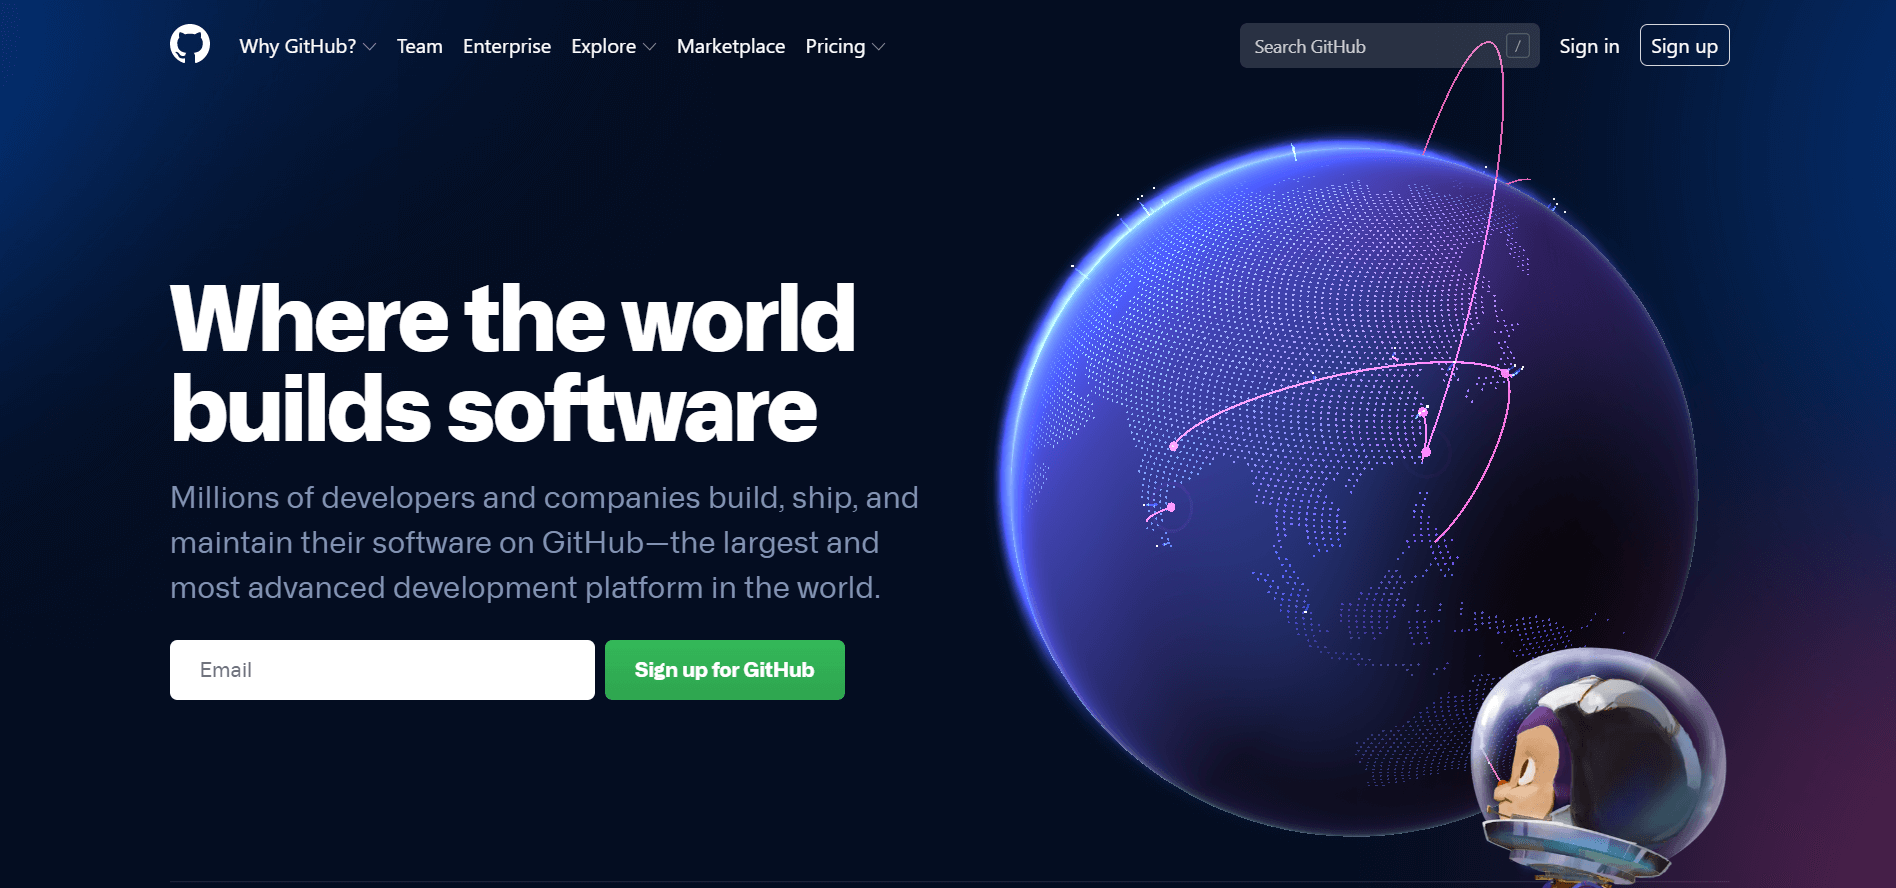 Why GitHub? Team Enterprise Explore Marketplace Pricing Search GitHub / Sign in Sign up
Where the world
builds software
Millions of developers and companies build, ship, and
maintain their software on GitHub—the largest and
most advanced development platform in the world.
Email Sign up for GitHub